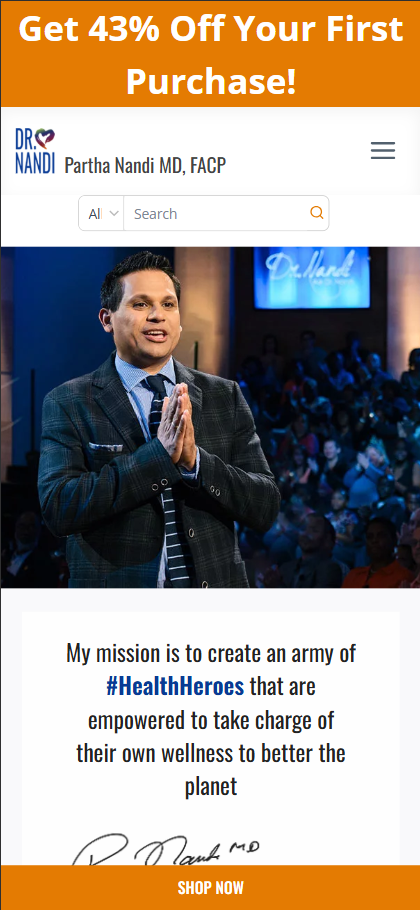 Get 43% Off Your First
Purchase!
DR.
NANDI
Partha Nandi MD, FACP
Al
Search
Dr. Nandi
My mission is to create an army of
#HealthHeroes that are
empowered to take charge of
their own wellness to better the
planet
P. Nandi MD
SHOP NOW